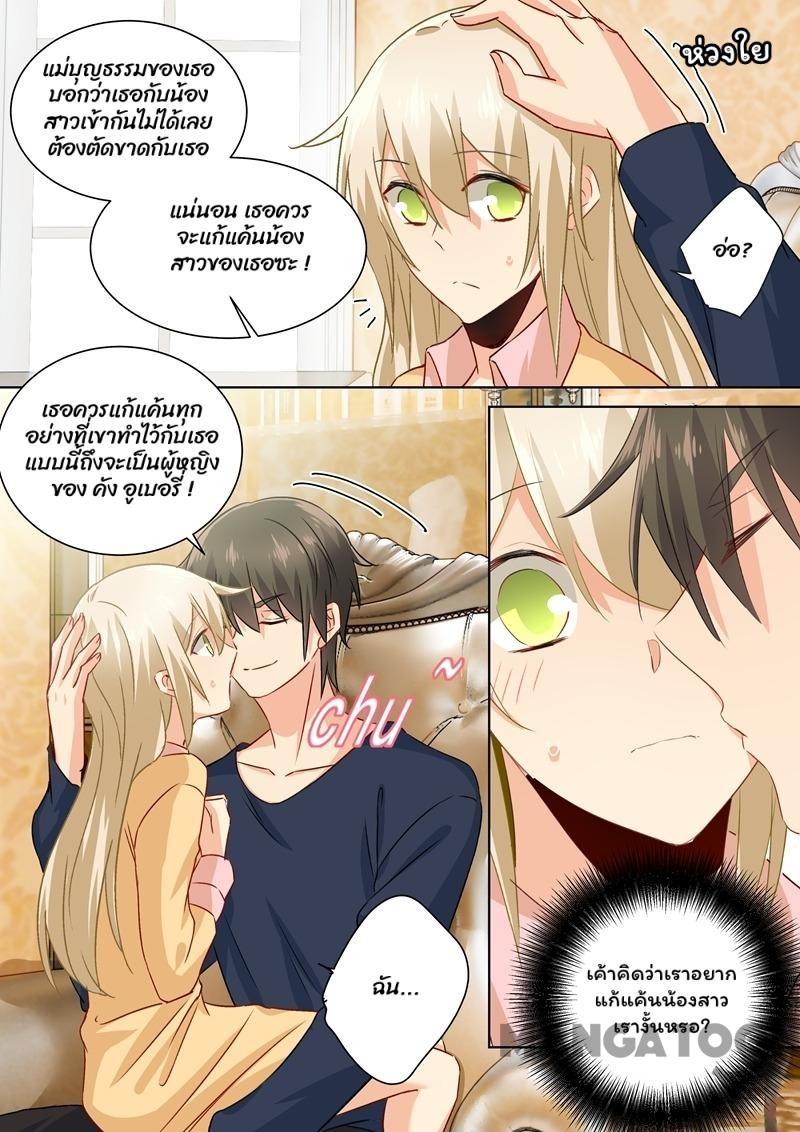 ห่วงใย
แม่บุญธรรมของเธอ
บอกว่าเธอกับน้อง
สาวเข้ากันไม่ได้เลย
ต้องตัดขาดกับเธอ
แน่นอน เธอควร
จะแก้แค้นน้อง
สาวของเธอซะ !
อ่อ?
เธอควรแก้แค้นทุก
อย่างที่เขาทำไว้กับเธอ
แบบนี้ถึงจะเป็นผู้หญิง
ของ คัง อูเบอรี่ !
chu ~
ฉัน...
เค้าคิดว่าเราอยาก
แก้แค้นน้องสาว
เรางั้นหรอ?
MANGATOON